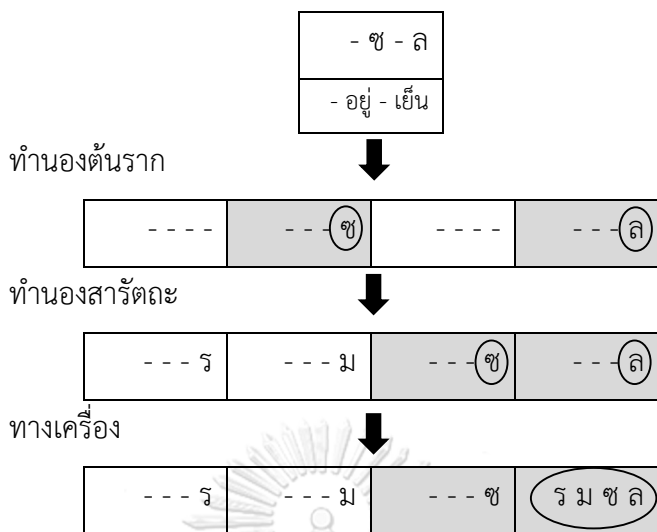 - ซ - ล
- อยู่ - เย็น
ทำนองต้นราก
- - - - - - - ซ - - - - - - - ล
ทำนองสารัตถะ
- - - ร - - - ม - - - ซ - - - ล
ทางเครื่อง
- - - ร - - - ม - - - ซ ร ม ซ ล